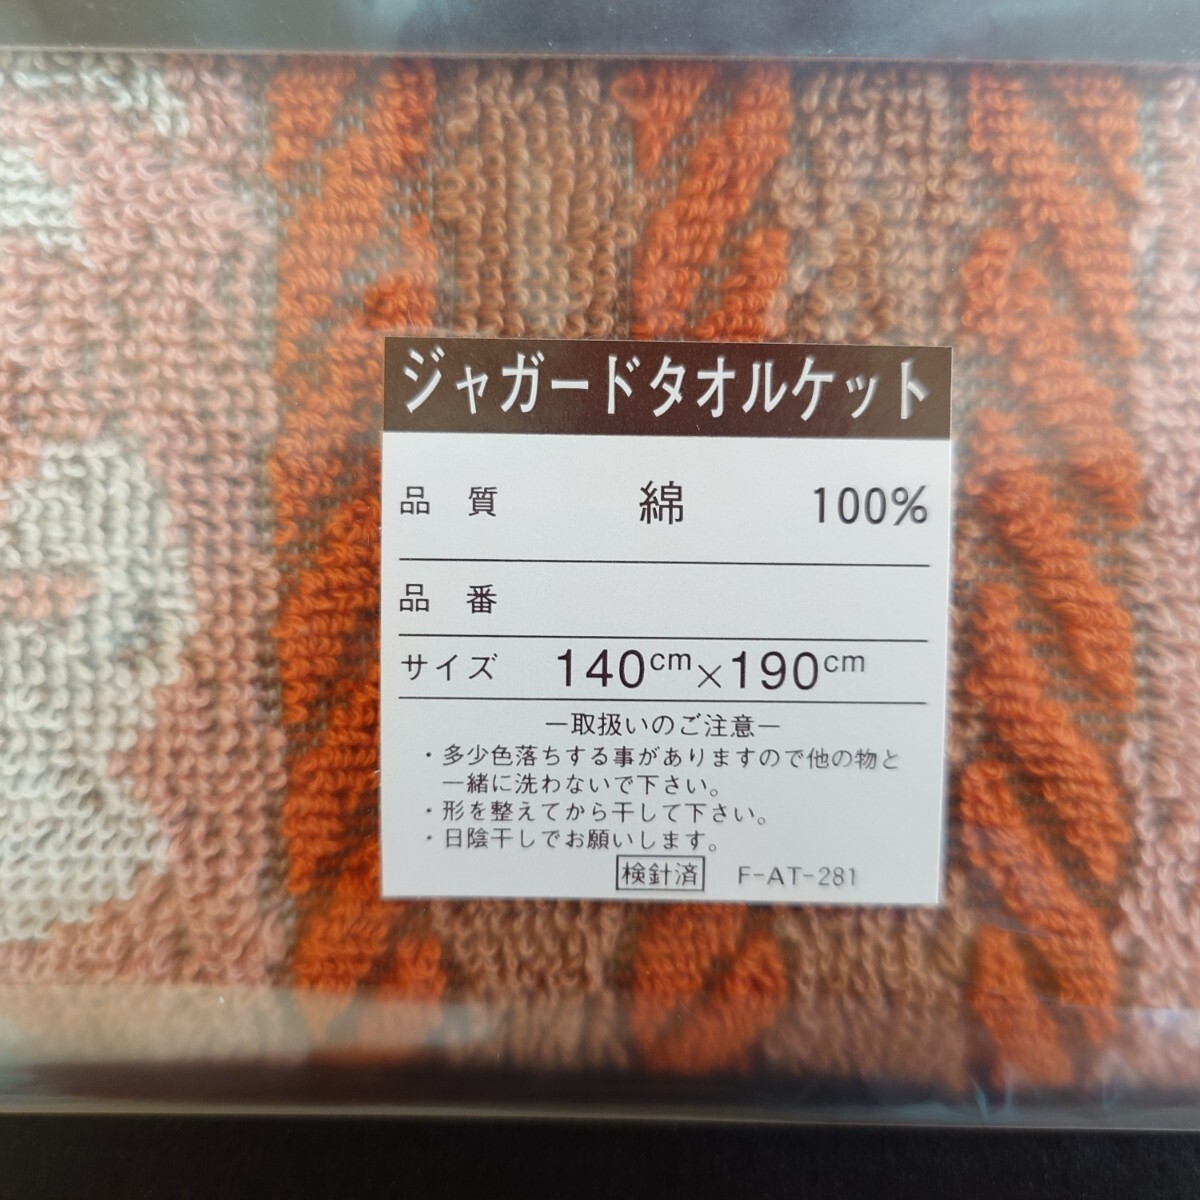 ジャガードタオルケット
品 質 綿 100%
品 番
サイズ 140cm×190cm
ー取扱いのご注意ー
・多少色落ちする事がありますので他の物と
一緒に洗わないで下さい。
・形を整えてから干して下さい。
・日陰干しでお願いします。
検針済 F-AT-281